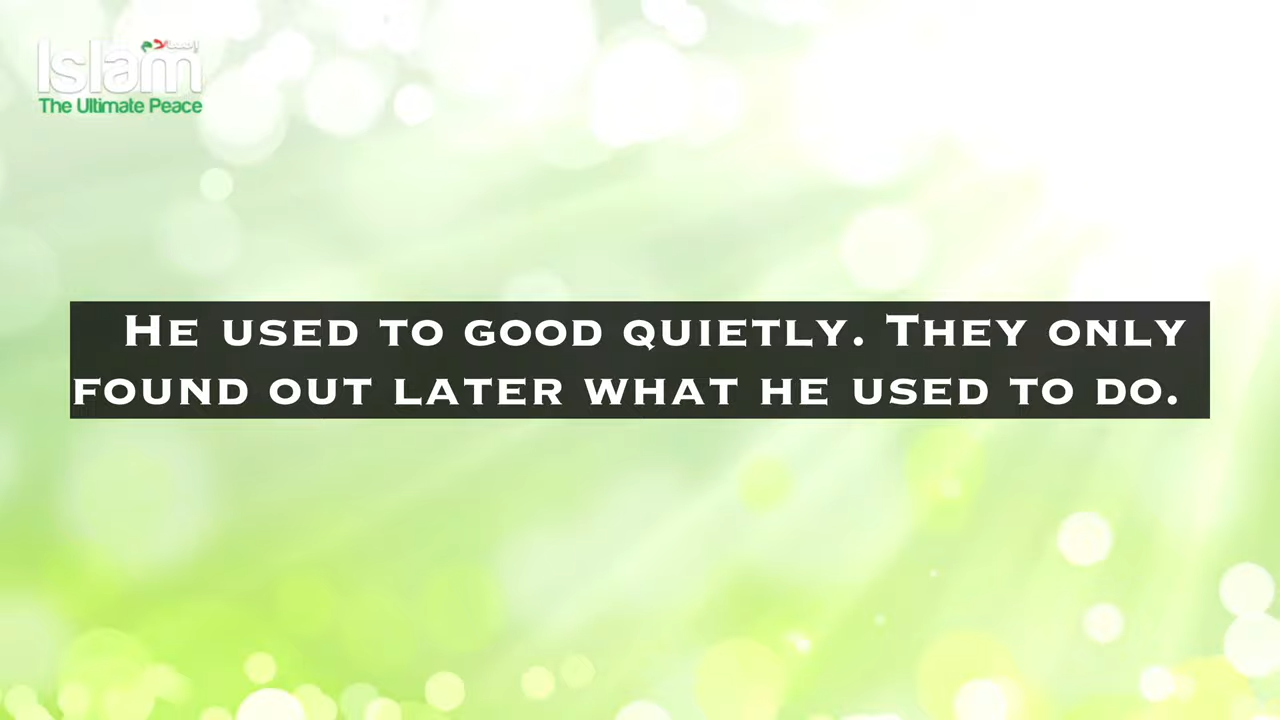 Islam
The Ultimate Peace
HE USED TO GOOD QUIETLY. THEY ONLY
FOUND OUT LATER WHAT HE USED TO DO.